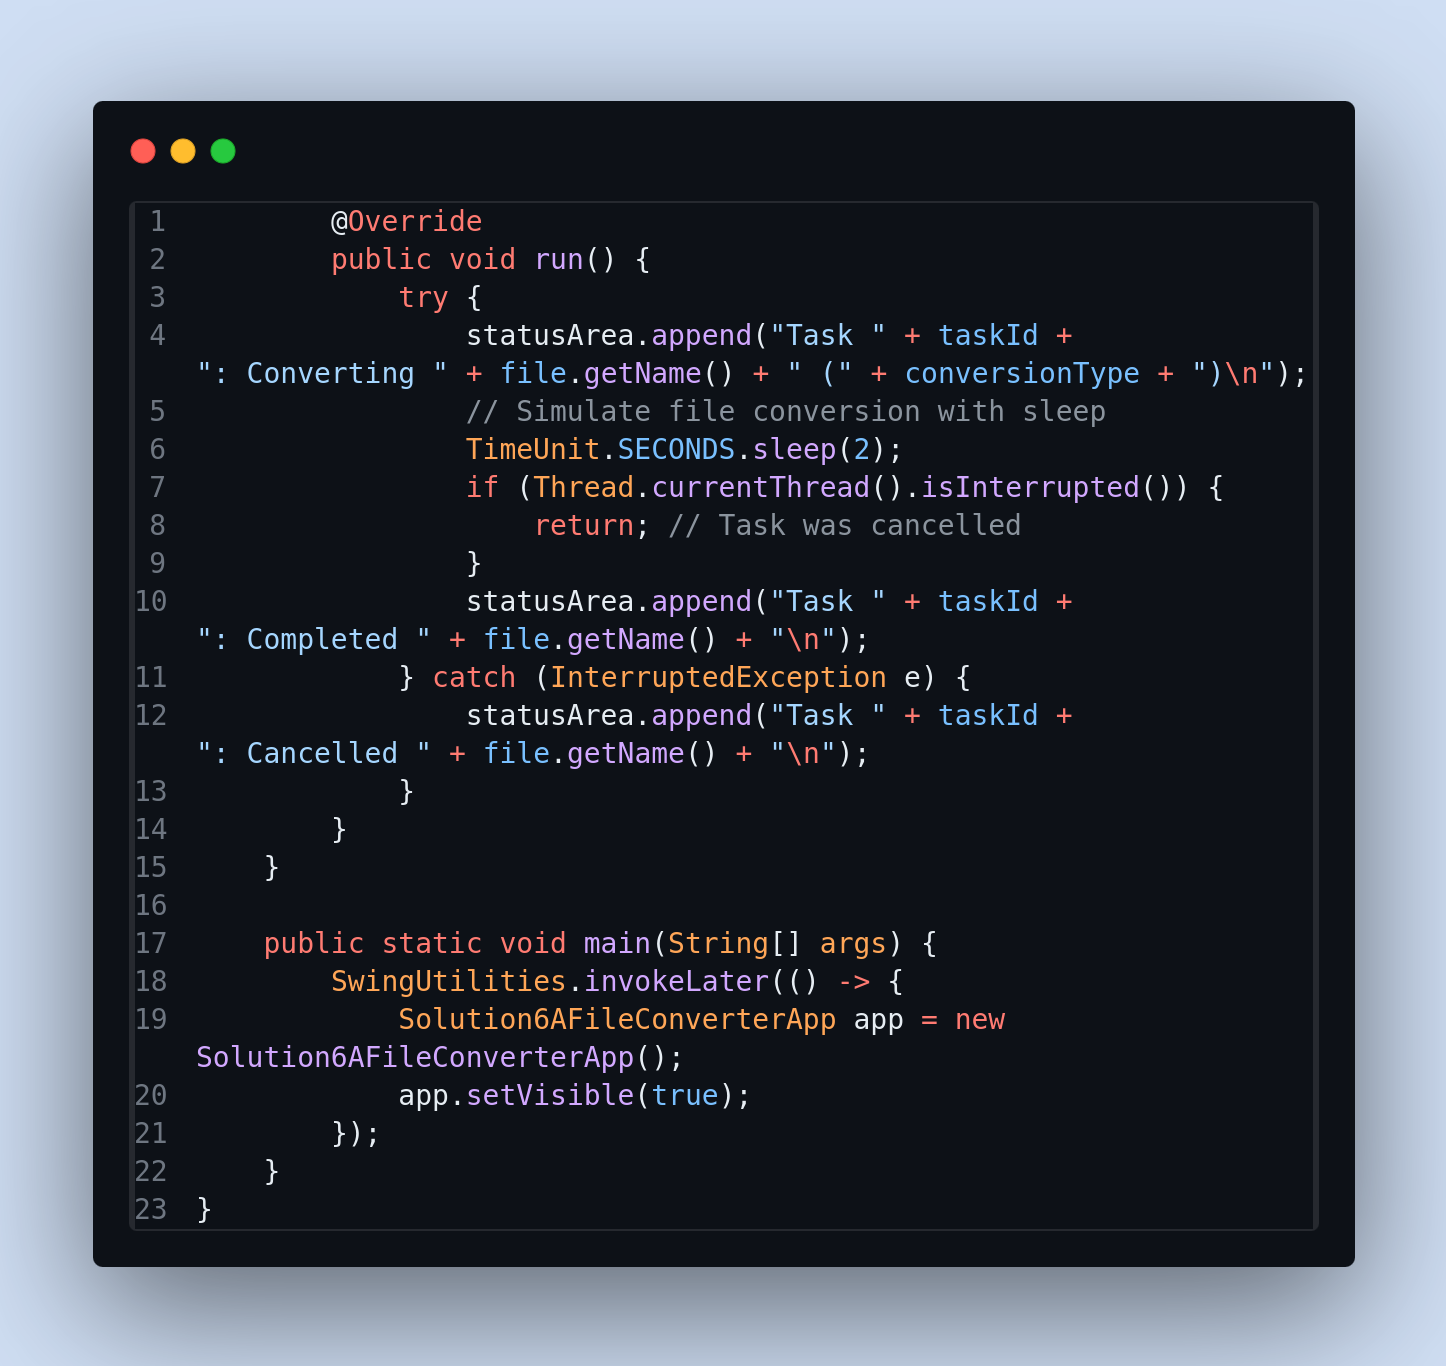 1         @Override
2         public void run() {
3             try {
4                 statusArea.append("Task " + taskId +
": Converting " + file.getName() + " (" + conversionType + ")\n");
5                 // Simulate file conversion with sleep
6                 TimeUnit.SECONDS.sleep(2);
7                 if (Thread.currentThread().isInterrupted()) {
8                     return; // Task was cancelled
9                 }
10                 statusArea.append("Task " + taskId +
": Completed " + file.getName() + "\n");
11             } catch (InterruptedException e) {
12                 statusArea.append("Task " + taskId +
": Cancelled " + file.getName() + "\n");
13             }
14         }
15     }
16
17     public static void main(String[] args) {
18         SwingUtilities.invokeLater(() -> {
19             Solution6AFileConverterApp app = new
Solution6AFileConverterApp();
20             app.setVisible(true);
21         });
22     }
23 }